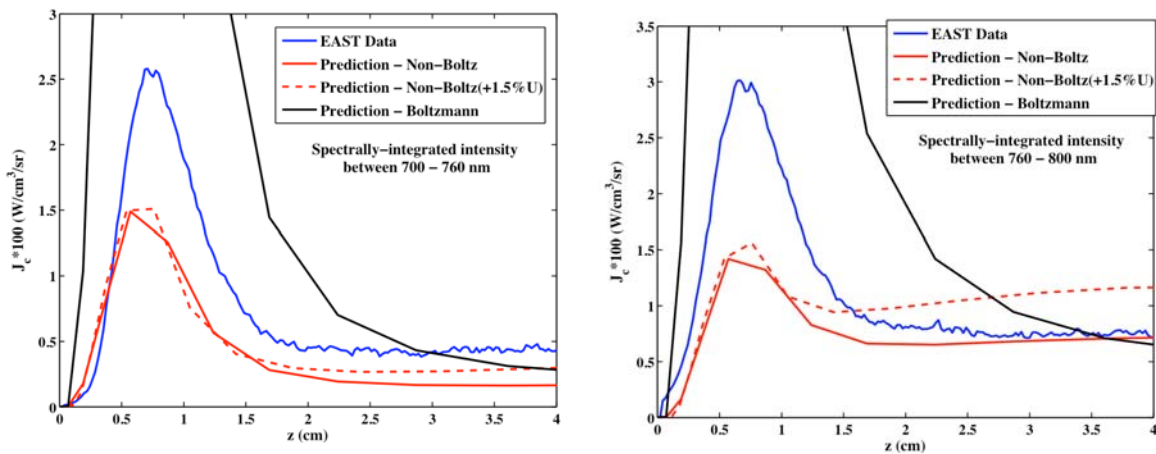 3
2.5
2
1.5
1
0.5
0
0 0.5 1 1.5 2 2.5 3 3.5 4
z (cm)
J_c*100 (W/cm³/sr)
EAST Data
Prediction − Non−Boltz
Prediction − Non−Boltz(+1.5%U)
Prediction − Boltzmann
Spectrally−integrated intensity
between 700 − 760 nm
3.5
3
2.5
2
1.5
1
0.5
0
0 0.5 1 1.5 2 2.5 3 3.5 4
z (cm)
J_c*100 (W/cm³/sr)
EAST Data
Prediction − Non−Boltz
Prediction − Non−Boltz(+1.5%U)
Prediction − Boltzmann
Spectrally−integrated intensity
between 760 − 800 nm